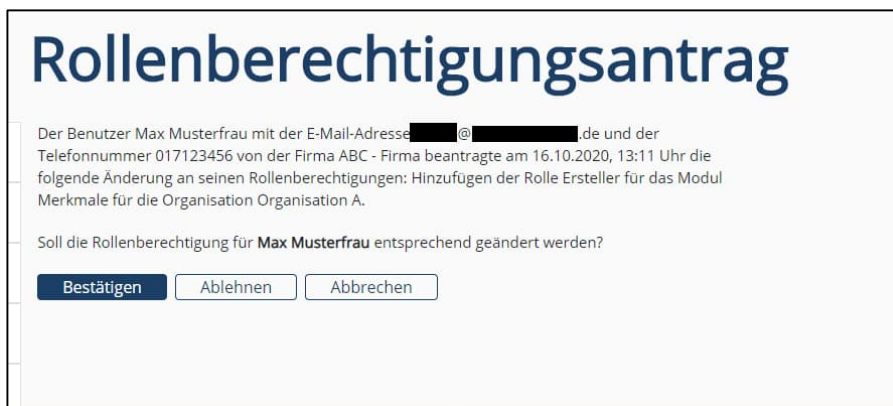 Rollenberechtigungsantrag
Der Benutzer Max Musterfrau mit der E-Mail-Adresse @ .de und der
Telefonnummer 017123456 von der Firma ABC - Firma beantragte am 16.10.2020, 13:11 Uhr die
folgende Änderung an seinen Rollenberechtigungen: Hinzufügen der Rolle Ersteller für das Modul
Merkmale für die Organisation Organisation A.
Soll die Rollenberechtigung für Max Musterfrau entsprechend geändert werden?
Bestätigen Ablehnen Abbrechen